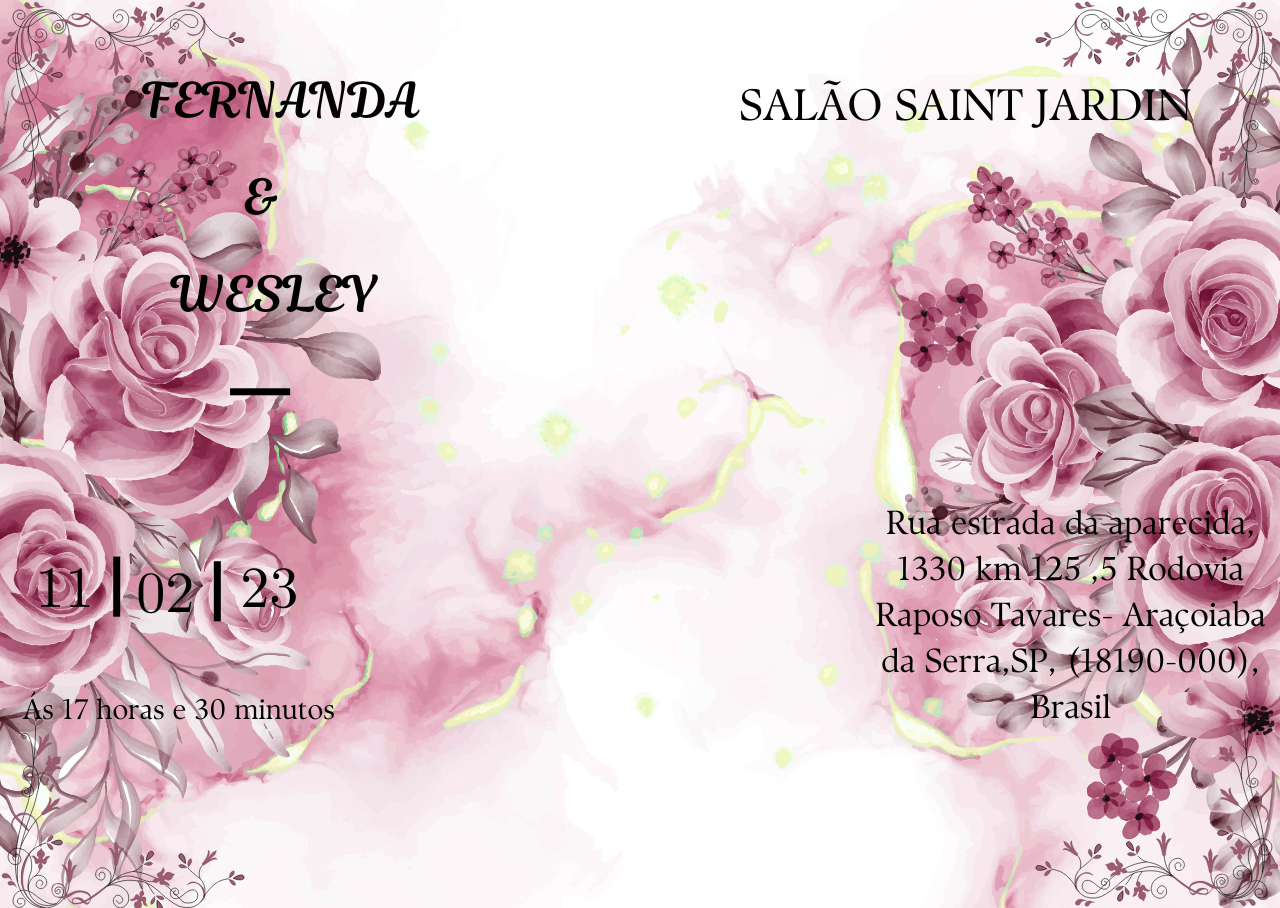 FERNANDA
&
WESLEY
11 | 02 | 23
Ás 17 horas e 30 minutos
SALÃO SAINT JARDIN
Rua estrada da aparecida,
1330 km 125 ,5 Rodovia
Raposo Tavares- Araçoiaba
da Serra,SP, (18190-000),
Brasil